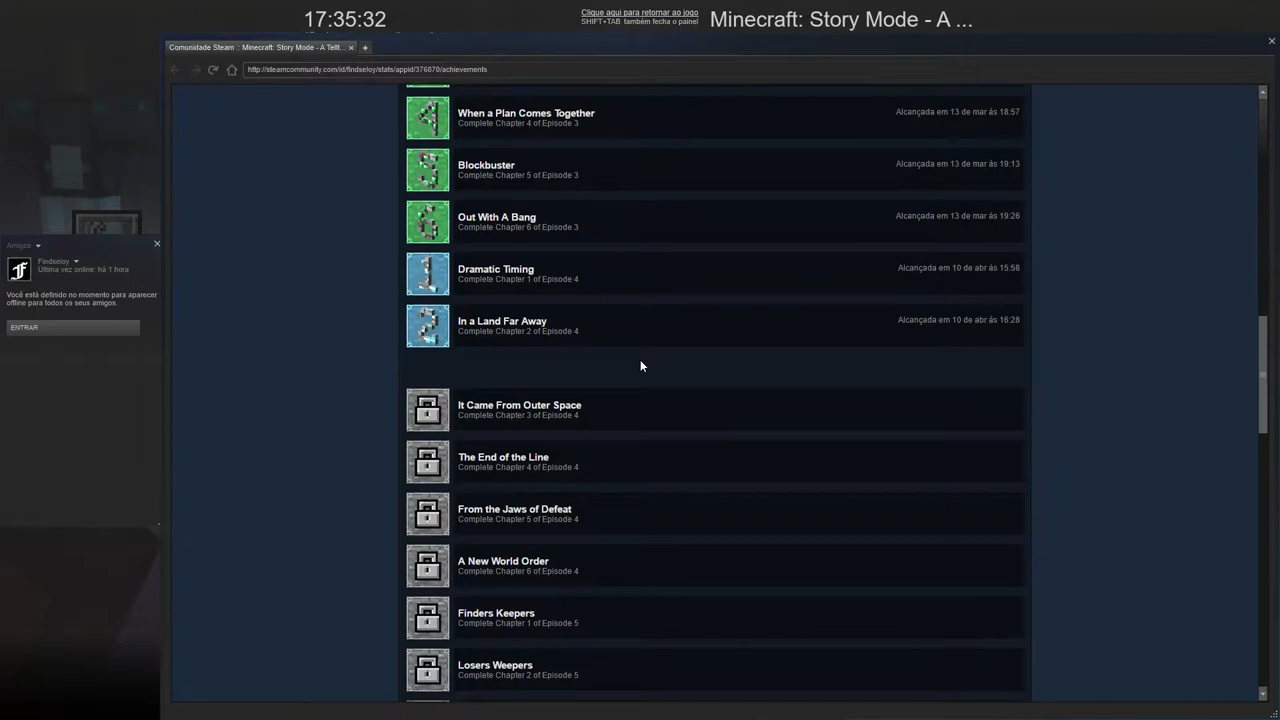 17:35:32
Clique aqui para retornar ao jogo
SHIFT+TAB também fecha o painel
Minecraft: Story Mode - A ...
Comunidade Steam :: Minecraft: Story Mode - A Tellt...
http://steamcommunity.com/id/findseloy/stats/appid/376870/achievements
When a Plan Comes Together
Complete Chapter 4 of Episode 3
Alcançada em 13 de mar às 18:57
Blockbuster
Complete Chapter 5 of Episode 3
Alcançada em 13 de mar às 19:13
Out With A Bang
Complete Chapter 6 of Episode 3
Alcançada em 13 de mar às 19:26
Amigos
Findseloy
Última vez online: há 1 hora
Você está definido no momento para aparecer
offline para todos os seus amigos.
ENTRAR
Dramatic Timing
Complete Chapter 1 of Episode 4
Alcançada em 10 de abr às 15:58
In a Land Far Away
Complete Chapter 2 of Episode 4
Alcançada em 10 de abr às 16:28
It Came From Outer Space
Complete Chapter 3 of Episode 4
The End of the Line
Complete Chapter 4 of Episode 4
From the Jaws of Defeat
Complete Chapter 5 of Episode 4
A New World Order
Complete Chapter 6 of Episode 4
Finders Keepers
Complete Chapter 1 of Episode 5
Losers Weepers
Complete Chapter 2 of Episode 5